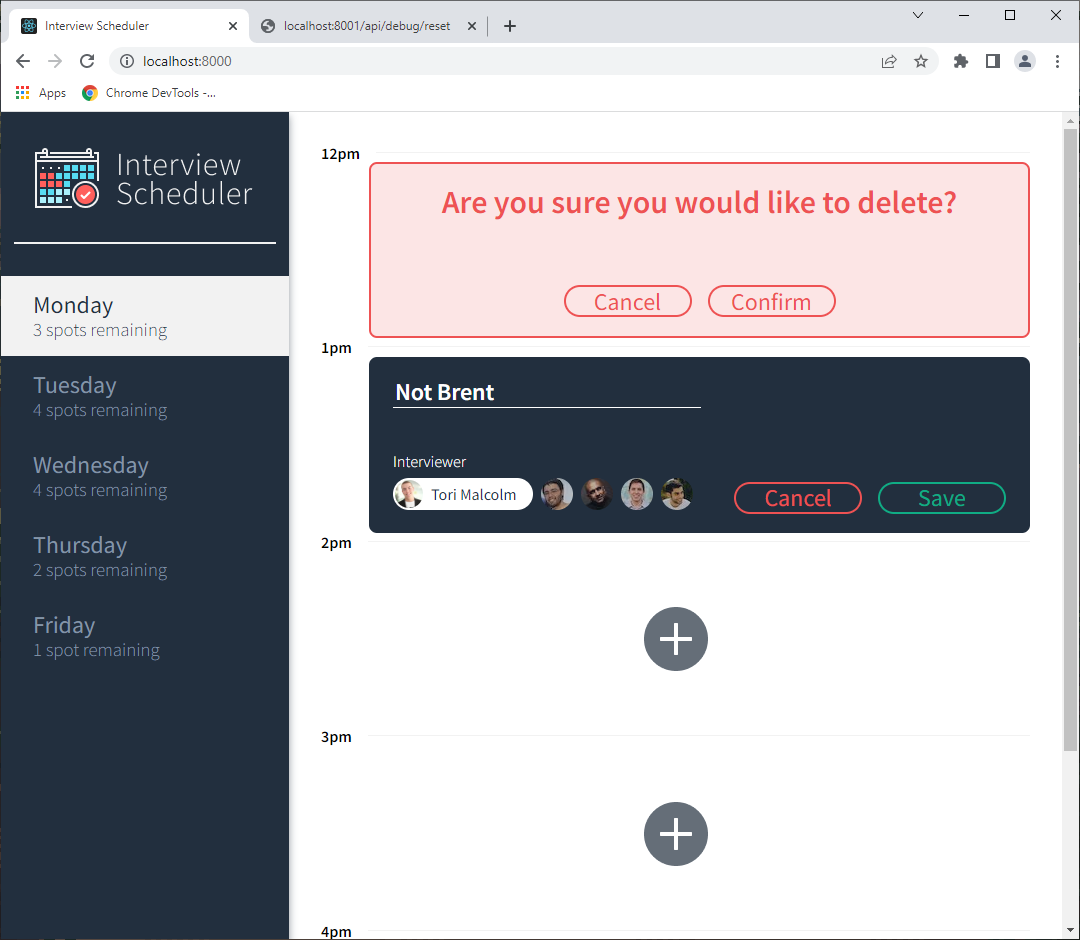 Interview Scheduler
localhost:8001/api/debug/reset
localhost:8000
Apps
Chrome DevTools -...
Interview
Scheduler
Monday
3 spots remaining
Tuesday
4 spots remaining
Wednesday
4 spots remaining
Thursday
2 spots remaining
Friday
1 spot remaining
12pm
Are you sure you would like to delete?
Cancel Confirm
1pm
Not Brent
Interviewer
Tori Malcolm
Cancel Save
2pm
3pm
4pm